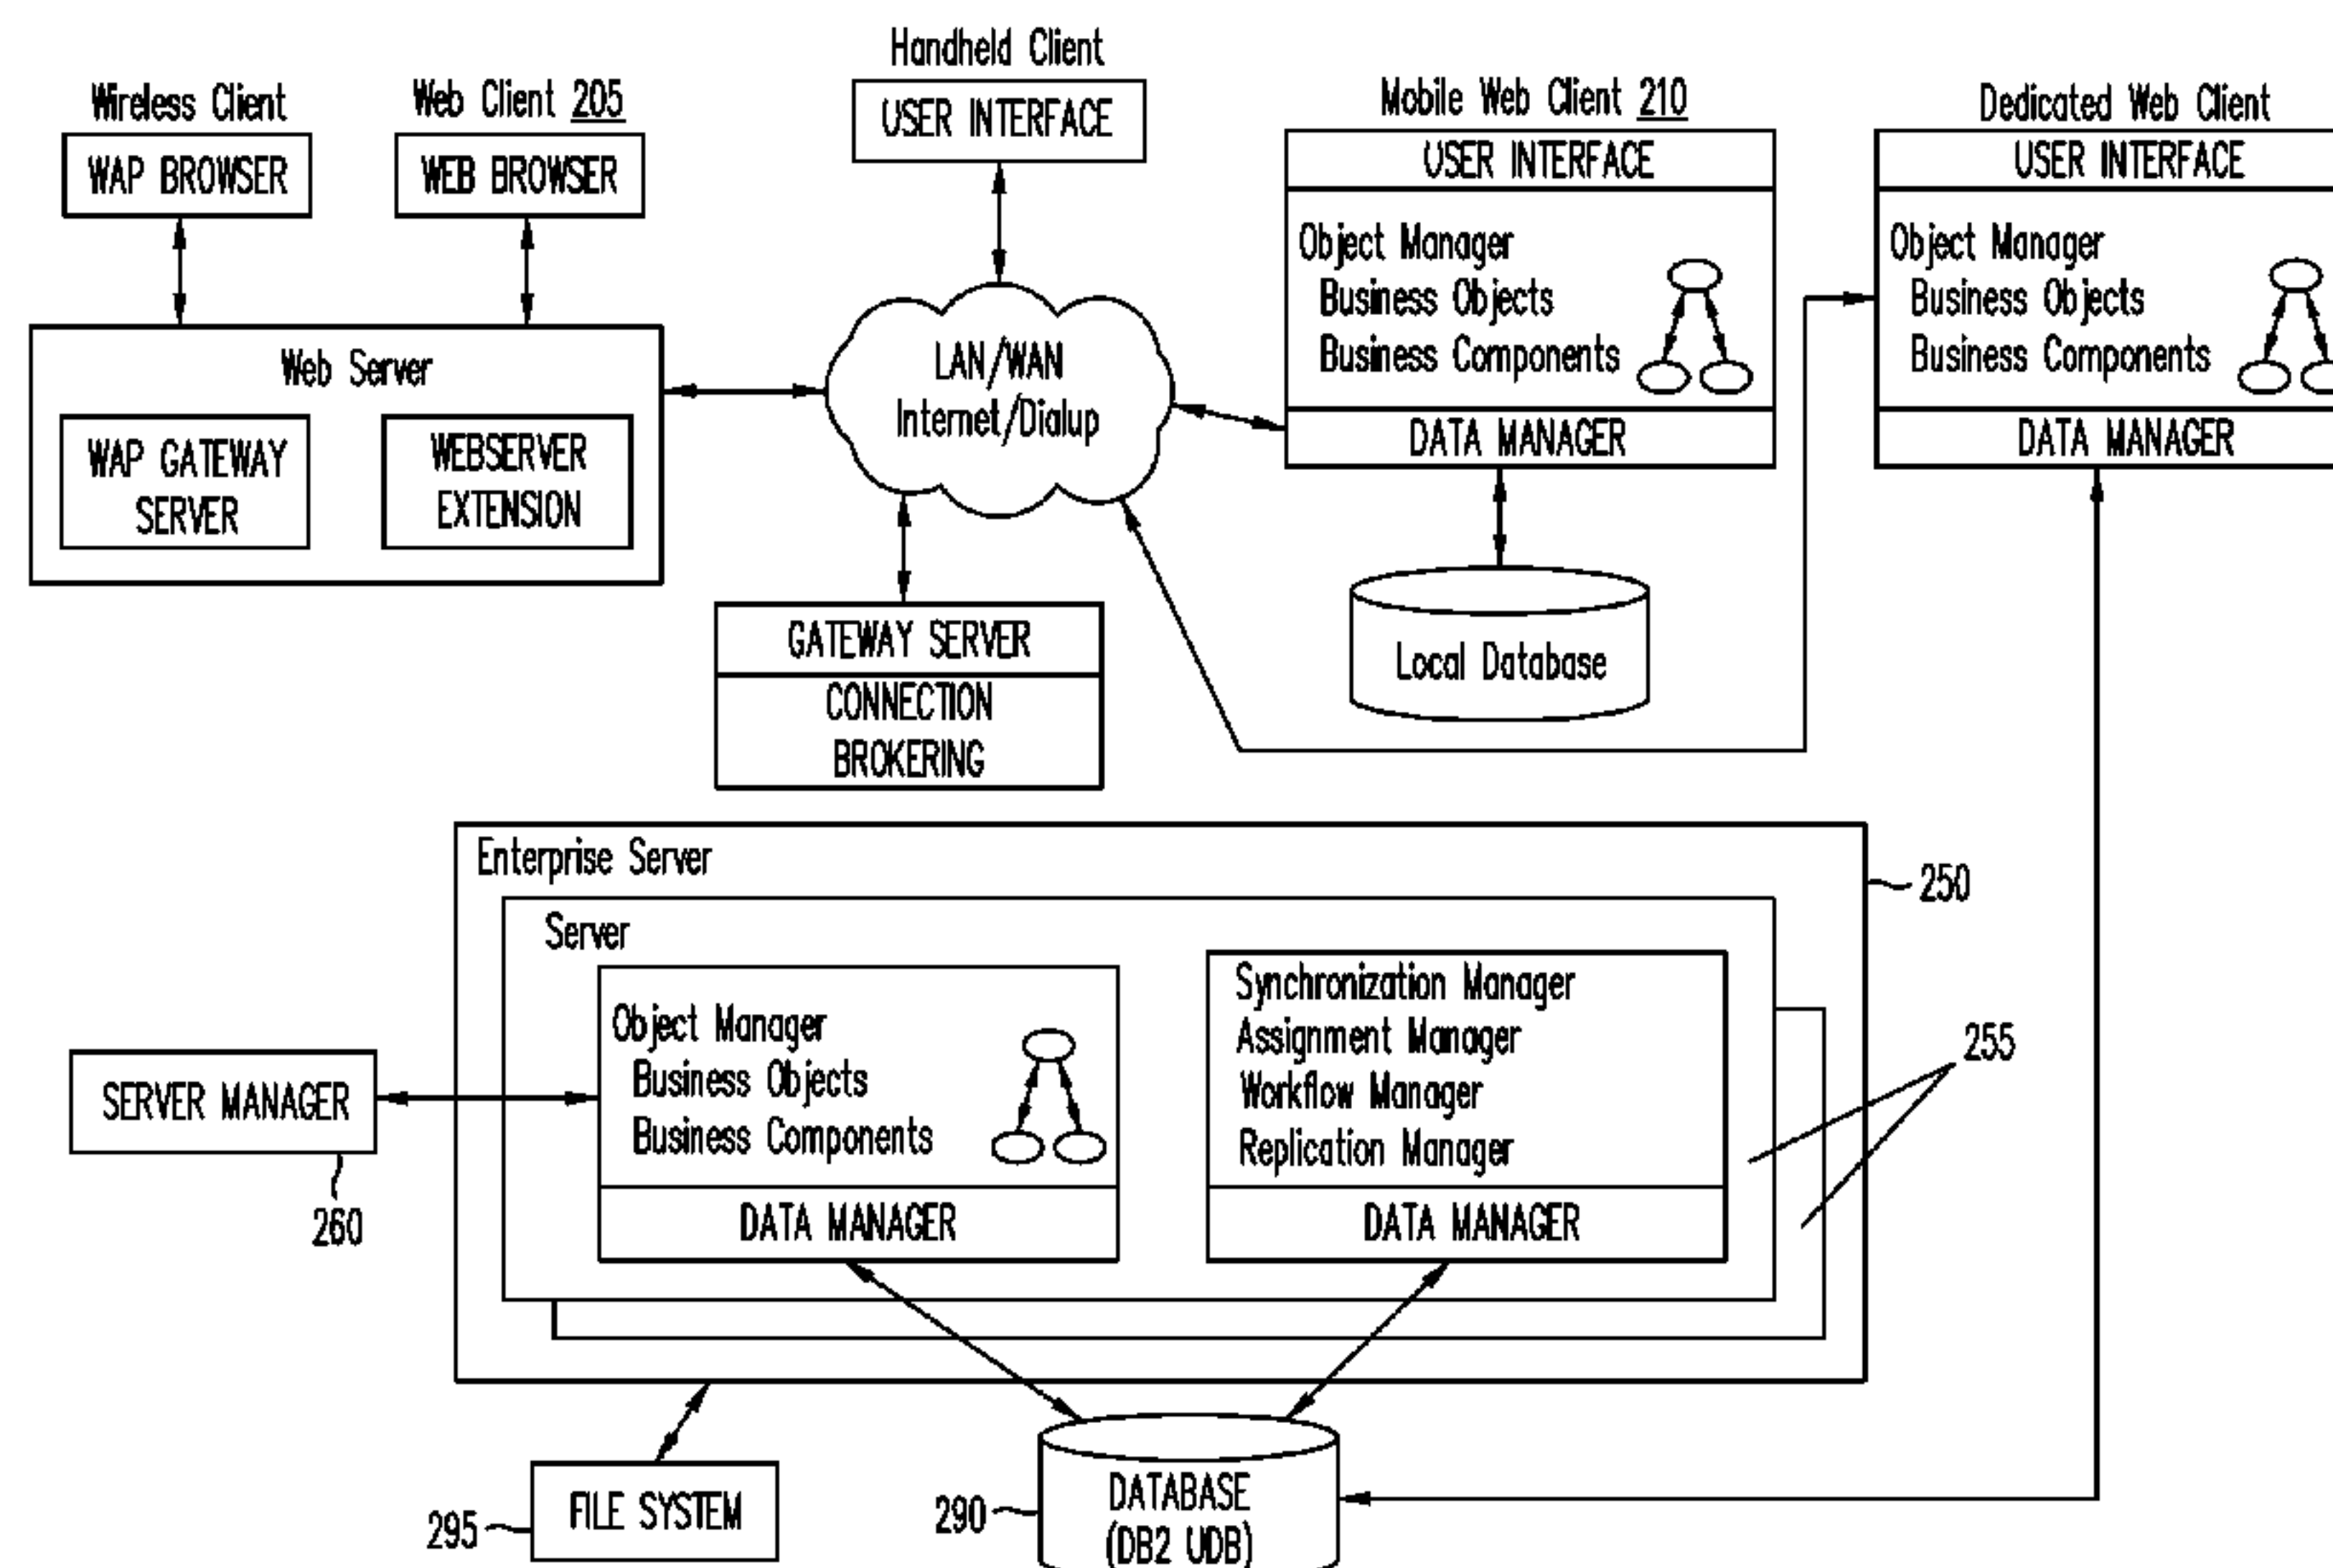 Handheld Client
USER INTERFACE
Wireless Client
WAP BROWSER
Web Client 205
WEB BROWSER
Mobile Web Client 210
USER INTERFACE
Object Manager
Business Objects
Business Components
DATA MANAGER
Dedicated Web Client
USER INTERFACE
Object Manager
Business Objects
Business Components
DATA MANAGER
Web Server
WAP GATEWAY
SERVER
WEBSERVER
EXTENSION
LAN/WAN
Internet/Dialup
Local Database
GATEWAY SERVER
CONNECTION
BROKERING
Enterprise Server
250
Server
Object Manager
Business Objects
Business Components
DATA MANAGER
Synchronization Manager
Assignment Manager
Workflow Manager
Replication Manager
DATA MANAGER
255
SERVER MANAGER
260
FILE SYSTEM
295
290
DATABASE
(DB2 UDB)